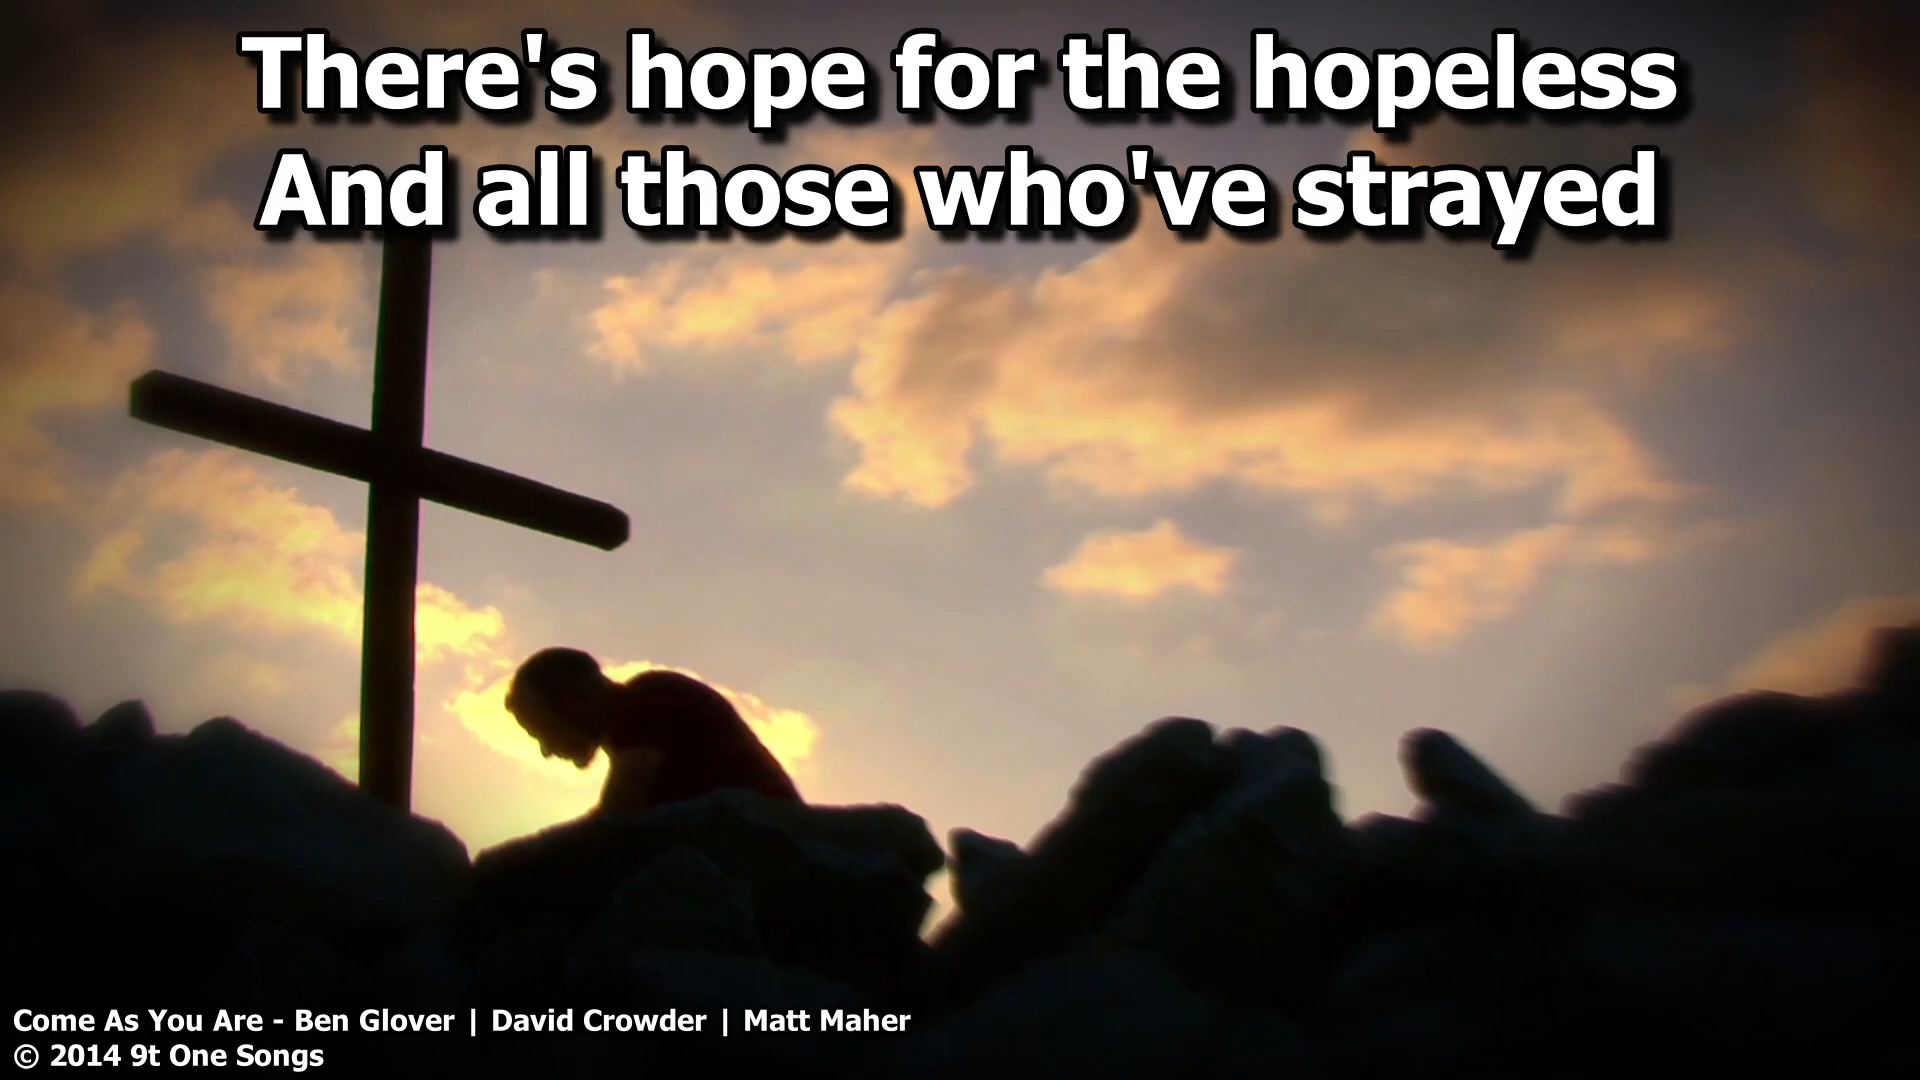 There's hope for the hopeless
And all those who've strayed
Come As You Are - Ben Glover | David Crowder | Matt Maher
© 2014 9t One Songs